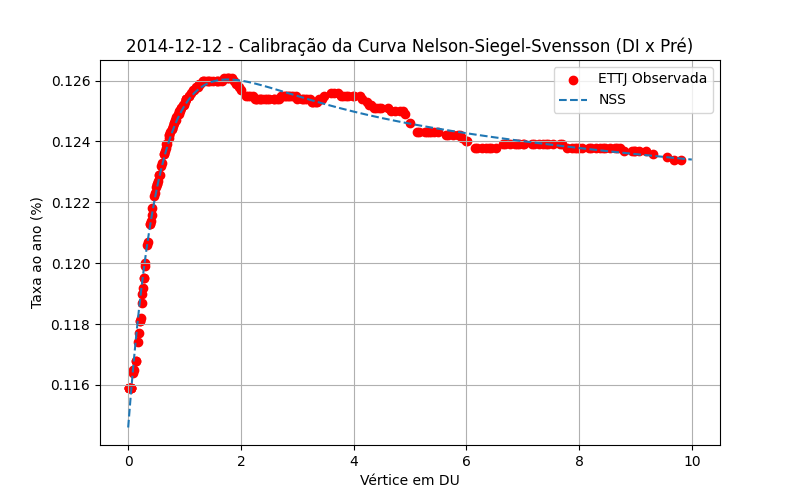 2014-12-12 - Calibração da Curva Nelson-Siegel-Svensson (DI x Pré)
ETTJ Observada
NSS
0.126
0.124
0.122
0.120
0.118
0.116
Taxa ao ano (%)
0 2 4 6 8 10
Vértice em DU